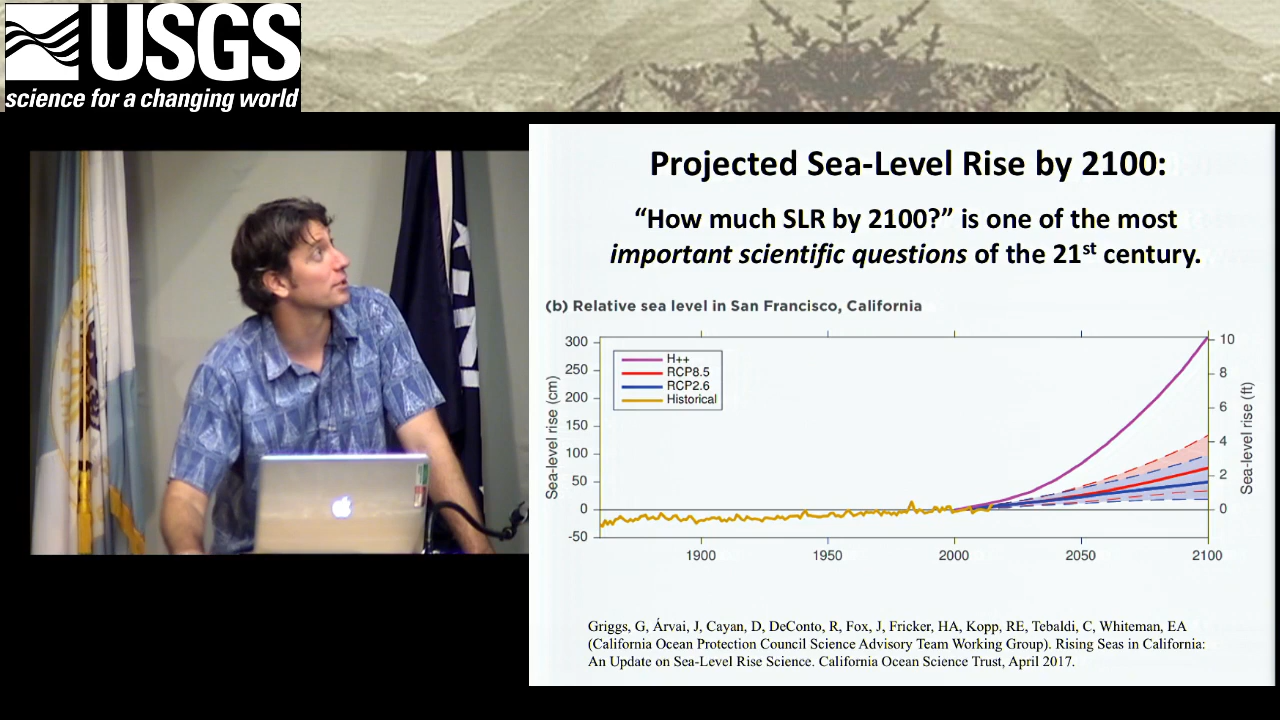 USGS
science for a changing world
Projected Sea-Level Rise by 2100:
“How much SLR by 2100?” is one of the most
important scientific questions of the 21st century.
(b) Relative sea level in San Francisco, California
300
250
200
150
100
50
0
-50
Sea-level rise (cm)
H++
RCP8.5
RCP2.6
Historical
10
8
6
4
2
0
Sea-level rise (ft)
1900
1950
2000
2050
2100
Griggs, G, Árvai, J, Cayan, D, DeConto, R, Fox, J, Fricker, HA, Kopp, RE, Tebaldi, C, Whiteman, EA
(California Ocean Protection Council Science Advisory Team Working Group). Rising Seas in California:
An Update on Sea-Level Rise Science. California Ocean Science Trust, April 2017.